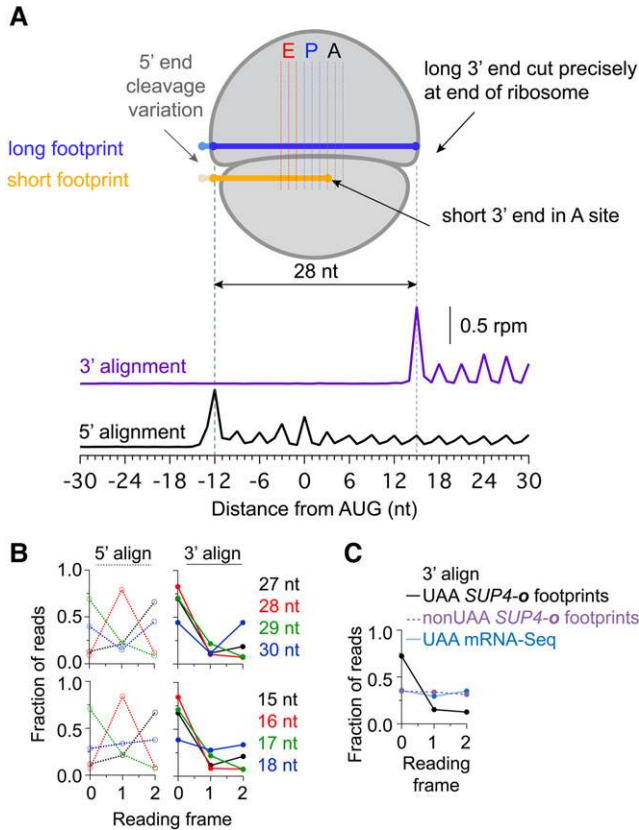 A
E P A
5' end
cleavage
variation
long 3' end cut precisely
at end of ribosome
long footprint
short footprint
short 3' end in A site
28 nt
0.5 rpm
3' alignment
5' alignment
-30 -24 -18 -12 -6 0 6 12 18 24 30
Distance from AUG (nt)
B
5' align 3' align
1.0
0.5
0.0
27 nt
28 nt
29 nt
30 nt
Fraction of reads
1.0
0.5
0.0
15 nt
16 nt
17 nt
18 nt
0 1 2 0 1 2
Reading frame
C
3' align
UAA SUP4-o footprints
nonUAA SUP4-o footprints
UAA mRNA-Seq
Fraction of reads
1.0
0.5
0.0
0 1 2
Reading
frame